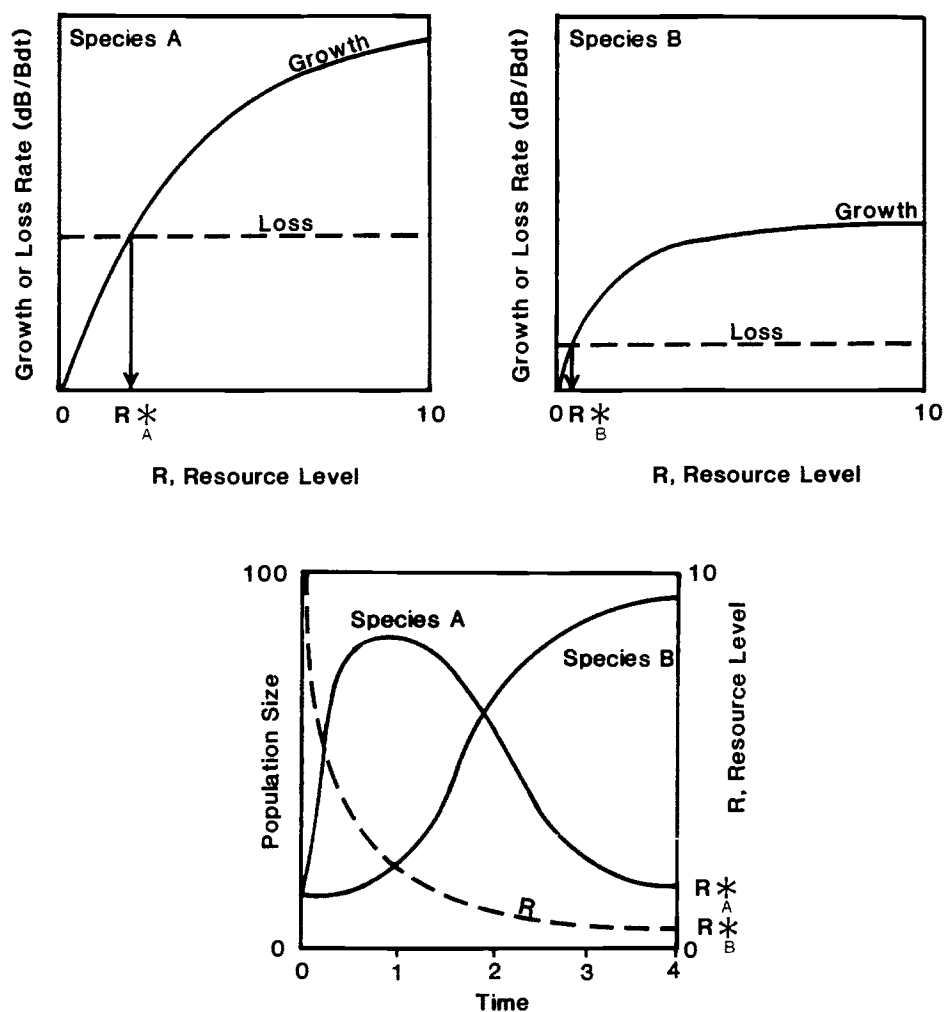 Species A
Growth
Loss
Growth or Loss Rate (dB/Bdt)
0 R*A 10
R, Resource Level
Species B
Growth
Loss
Growth or Loss Rate (dB/Bdt)
0 R*B 10
R, Resource Level
100
10
Species A
Species B
Population Size
R, Resource Level
R
R*A
R*B
0
0
0 1 2 3 4
Time